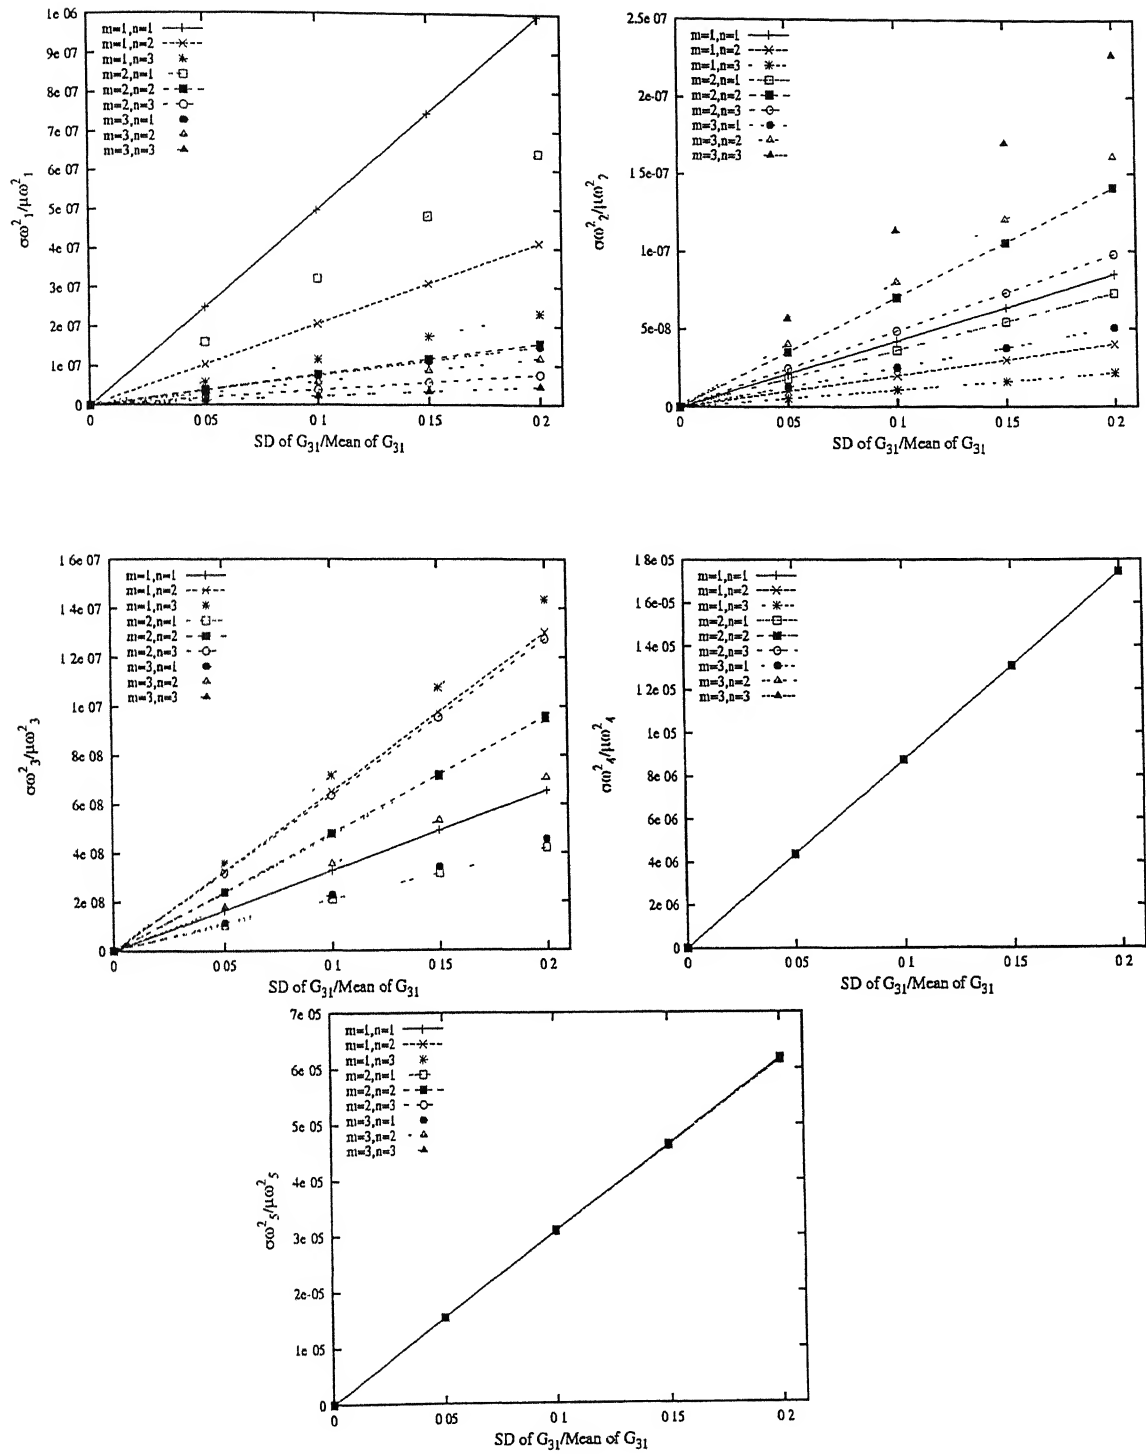 1e 06
9e 07
8e 07
7e 07
6e 07
5e 07
4e 07
3e 07
2e 07
1e 07
0
σω²₁/μω²₁
m=1,n=1
m=1,n=2
m=1,n=3
m=2,n=1
m=2,n=2
m=2,n=3
m=3,n=1
m=3,n=2
m=3,n=3
0 0 05 0 1 0 15 0 2
SD of G₃₁/Mean of G₃₁
2.5e 07
2e-07
1 5e-07
1e-07
5e-08
0
σω²₂/μω²₂
m=1,n=1
m=1,n=2
m=1,n=3
m=2,n=1
m=2,n=2
m=2,n=3
m=3,n=1
m=3,n=2
m=3,n=3
0 0 05 0 1 0 15 0 2
SD of G₃₁/Mean of G₃₁
1 6e 07
1 4e 07
1 2e 07
1e 07
8e 08
6e 08
4e 08
2e 08
0
σω²₃/μω²₃
m=1,n=1
m=1,n=2
m=1,n=3
m=2,n=1
m=2,n=2
m=2,n=3
m=3,n=1
m=3,n=2
m=3,n=3
0 0 05 0 1 0 15 0 2
SD of G₃₁/Mean of G₃₁
1 8e 05
1 6e-05
1 4e 05
1 2e 05
1e 05
8e 06
6e 06
4e 06
2e 06
0
σω²₄/μω²₄
m=1,n=1
m=1,n=2
m=1,n=3
m=2,n=1
m=2,n=2
m=2,n=3
m=3,n=1
m=3,n=2
m=3,n=3
0 0 05 0 1 0 15 0 2
SD of G₃₁/Mean of G₃₁
7e 05
6e 05
5e 05
4e 05
3e 05
2e-05
1e 05
0
σω²₅/μω²₅
m=1,n=1
m=1,n=2
m=1,n=3
m=2,n=1
m=2,n=2
m=2,n=3
m=3,n=1
m=3,n=2
m=3,n=3
0 0 05 0 1 0 15 0 2
SD of G₃₁/Mean of G₃₁